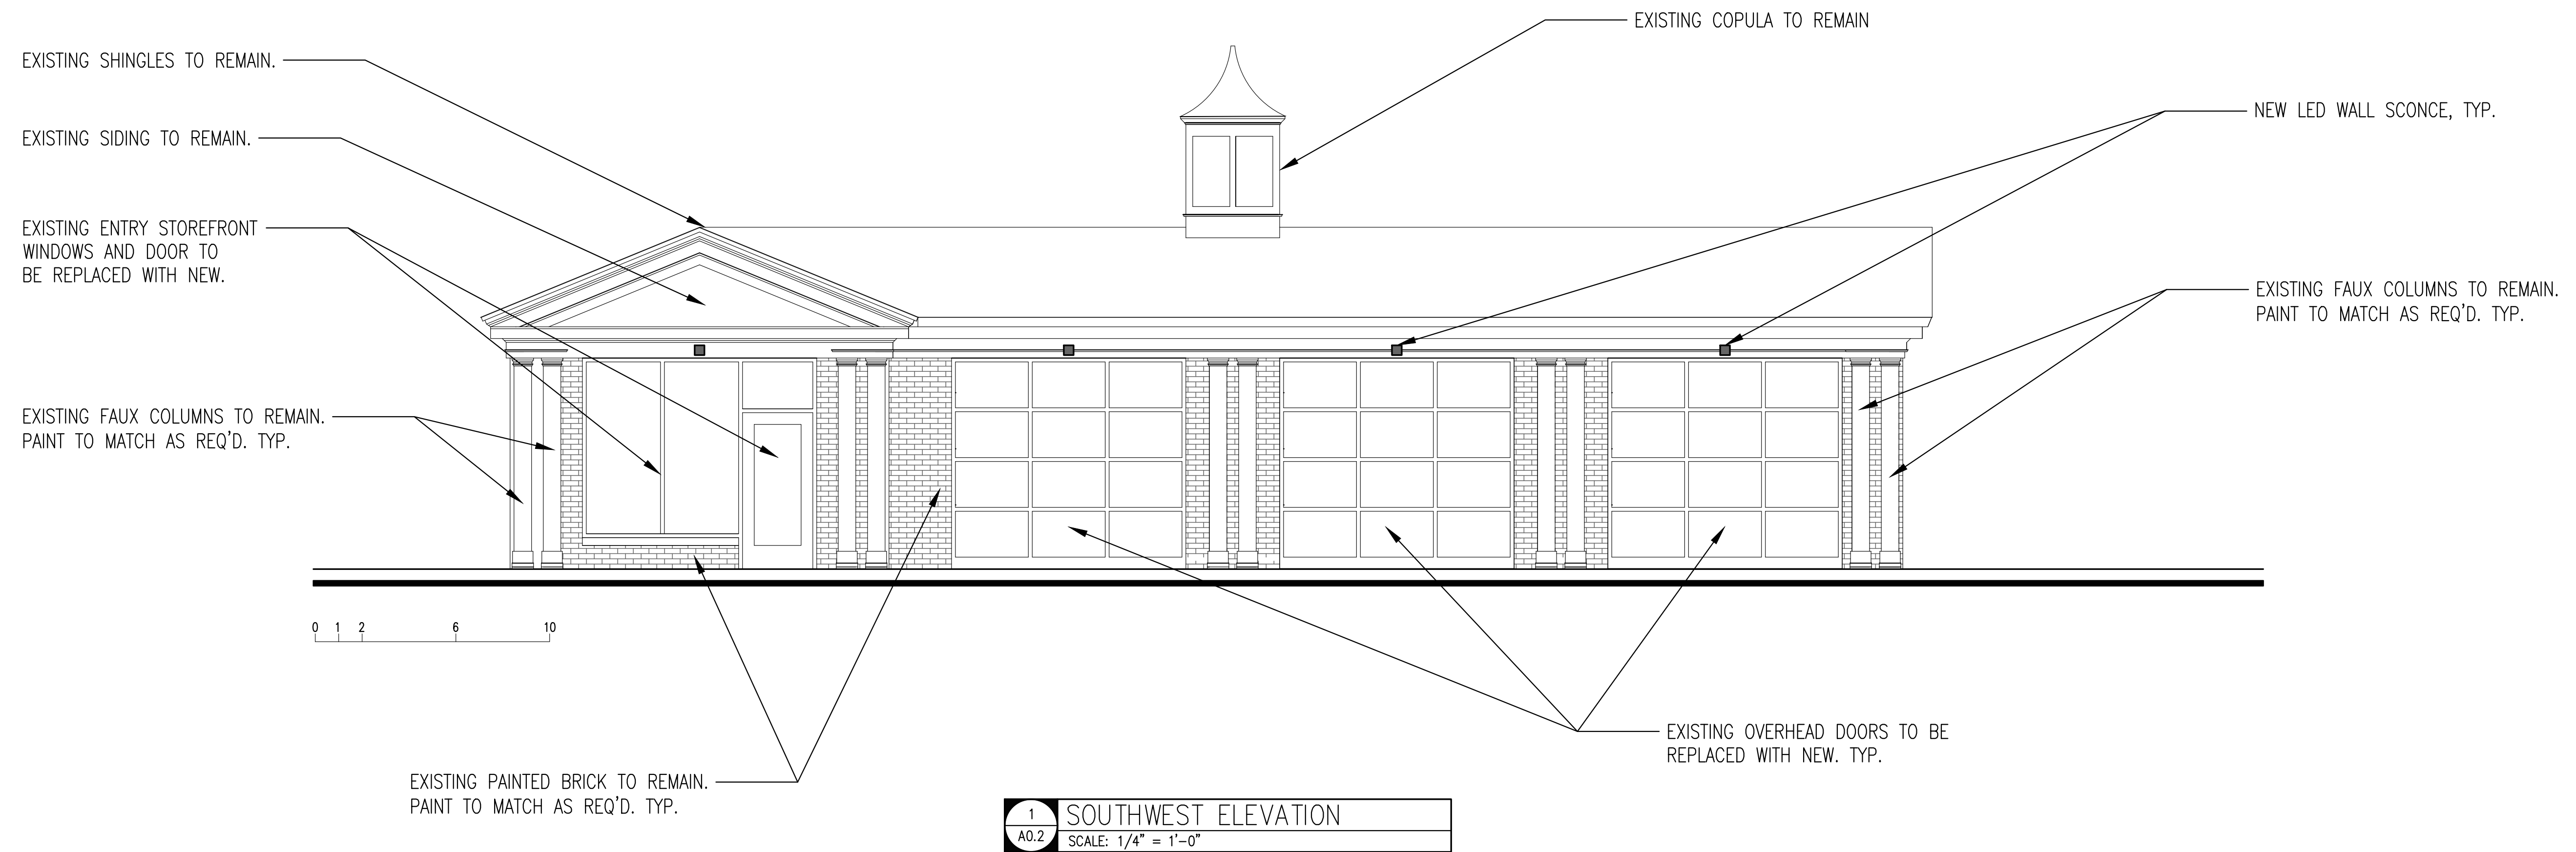 EXISTING COPULA TO REMAIN
EXISTING SHINGLES TO REMAIN.
NEW LED WALL SCONCE, TYP.
EXISTING SIDING TO REMAIN.
EXISTING ENTRY STOREFRONT
WINDOWS AND DOOR TO
BE REPLACED WITH NEW.
EXISTING FAUX COLUMNS TO REMAIN.
PAINT TO MATCH AS REQ'D. TYP.
EXISTING FAUX COLUMNS TO REMAIN.
PAINT TO MATCH AS REQ'D. TYP.
0 1 2 6 10
EXISTING OVERHEAD DOORS TO BE
REPLACED WITH NEW. TYP.
EXISTING PAINTED BRICK TO REMAIN.
PAINT TO MATCH AS REQ'D. TYP.
1
A0.2
SOUTHWEST ELEVATION
SCALE: 1/4" = 1'-0"